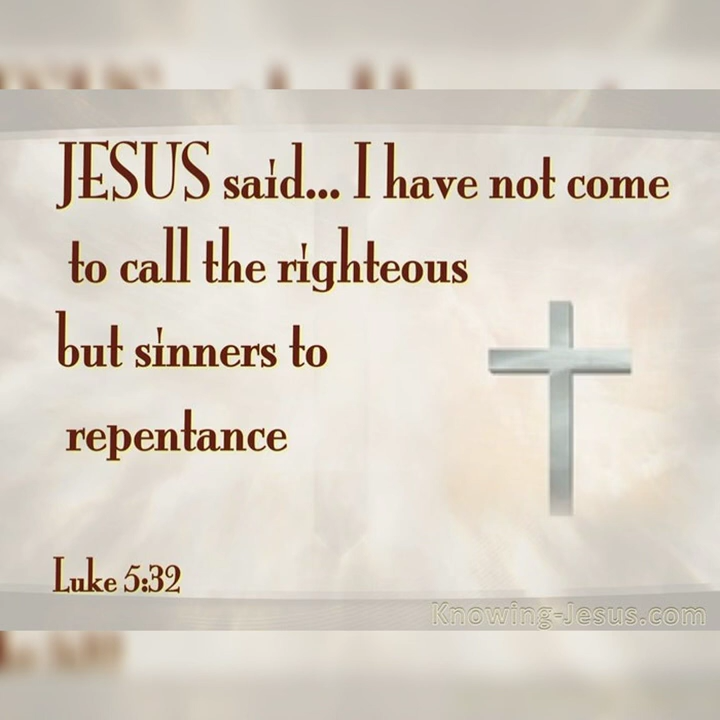 JESUS said... I have not come
to call the righteous
but sinners to
repentance
Luke 5:32
Knowing-Jesus.com